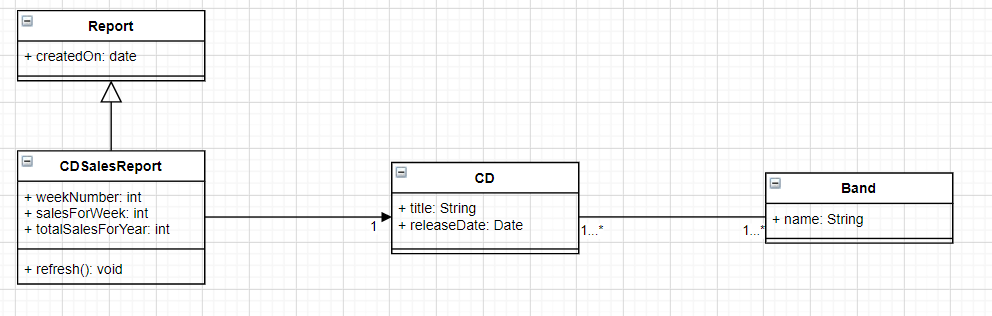 Report
+ createdOn: date
CDSalesReport
+ weekNumber: int
+ salesForWeek: int
+ totalSalesForYear: int
+ refresh(): void
1
CD
+ title: String
+ releaseDate: Date
1...*
1...*
Band
+ name: String